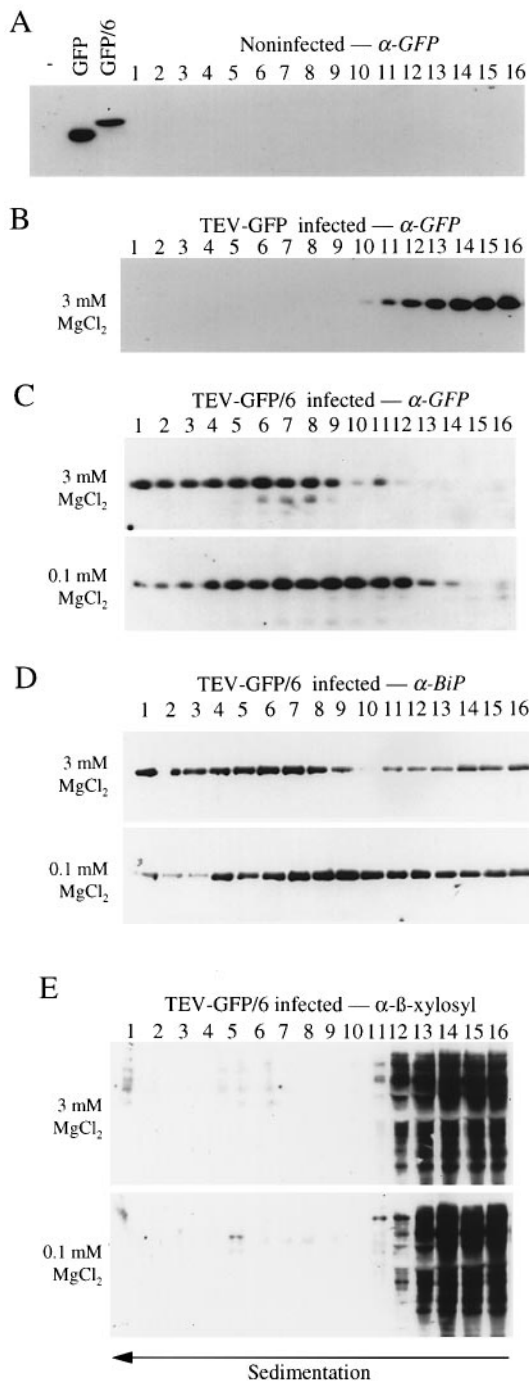 A
-
GFP
GFP/6
Noninfected — α-GFP
1 2 3 4 5 6 7 8 9 10 11 12 13 14 15 16
B
TEV-GFP infected — α-GFP
1 2 3 4 5 6 7 8 9 10 11 12 13 14 15 16
3 mM
MgCl₂
C
TEV-GFP/6 infected — α-GFP
1 2 3 4 5 6 7 8 9 10 11 12 13 14 15 16
3 mM
MgCl₂
0.1 mM
MgCl₂
D
TEV-GFP/6 infected — α-BiP
1 2 3 4 5 6 7 8 9 10 11 12 13 14 15 16
3 mM
MgCl₂
0.1 mM
MgCl₂
E
TEV-GFP/6 infected — α-ß-xylosyl
1 2 3 4 5 6 7 8 9 10 11 12 13 14 15 16
3 mM
MgCl₂
0.1 mM
MgCl₂
Sedimentation